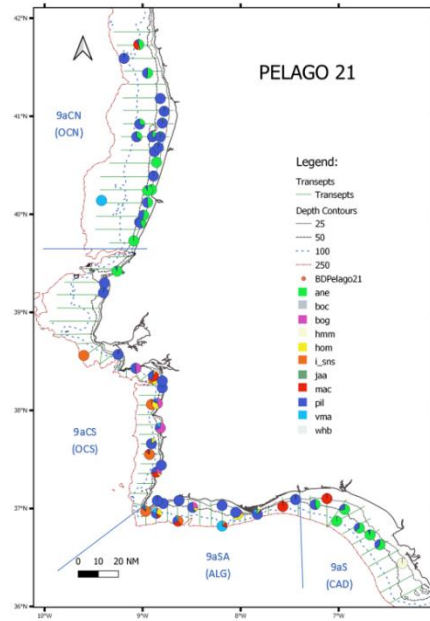 PELAGO 21
42°N
41°N
40°N
39°N
38°N
37°N
36°N
9aCN
(OCN)
9aCS
(OCS)
9aSA
(ALG)
9aS
(CAD)
Legend:
Transepts
Transepts
Depth Contours
25
50
100
250
BDPelago21
ane
boc
bog
hmm
hom
i_sns
jaa
mac
pil
vma
whb
0 10 20 NM
10°W
9°W
8°W
7°W